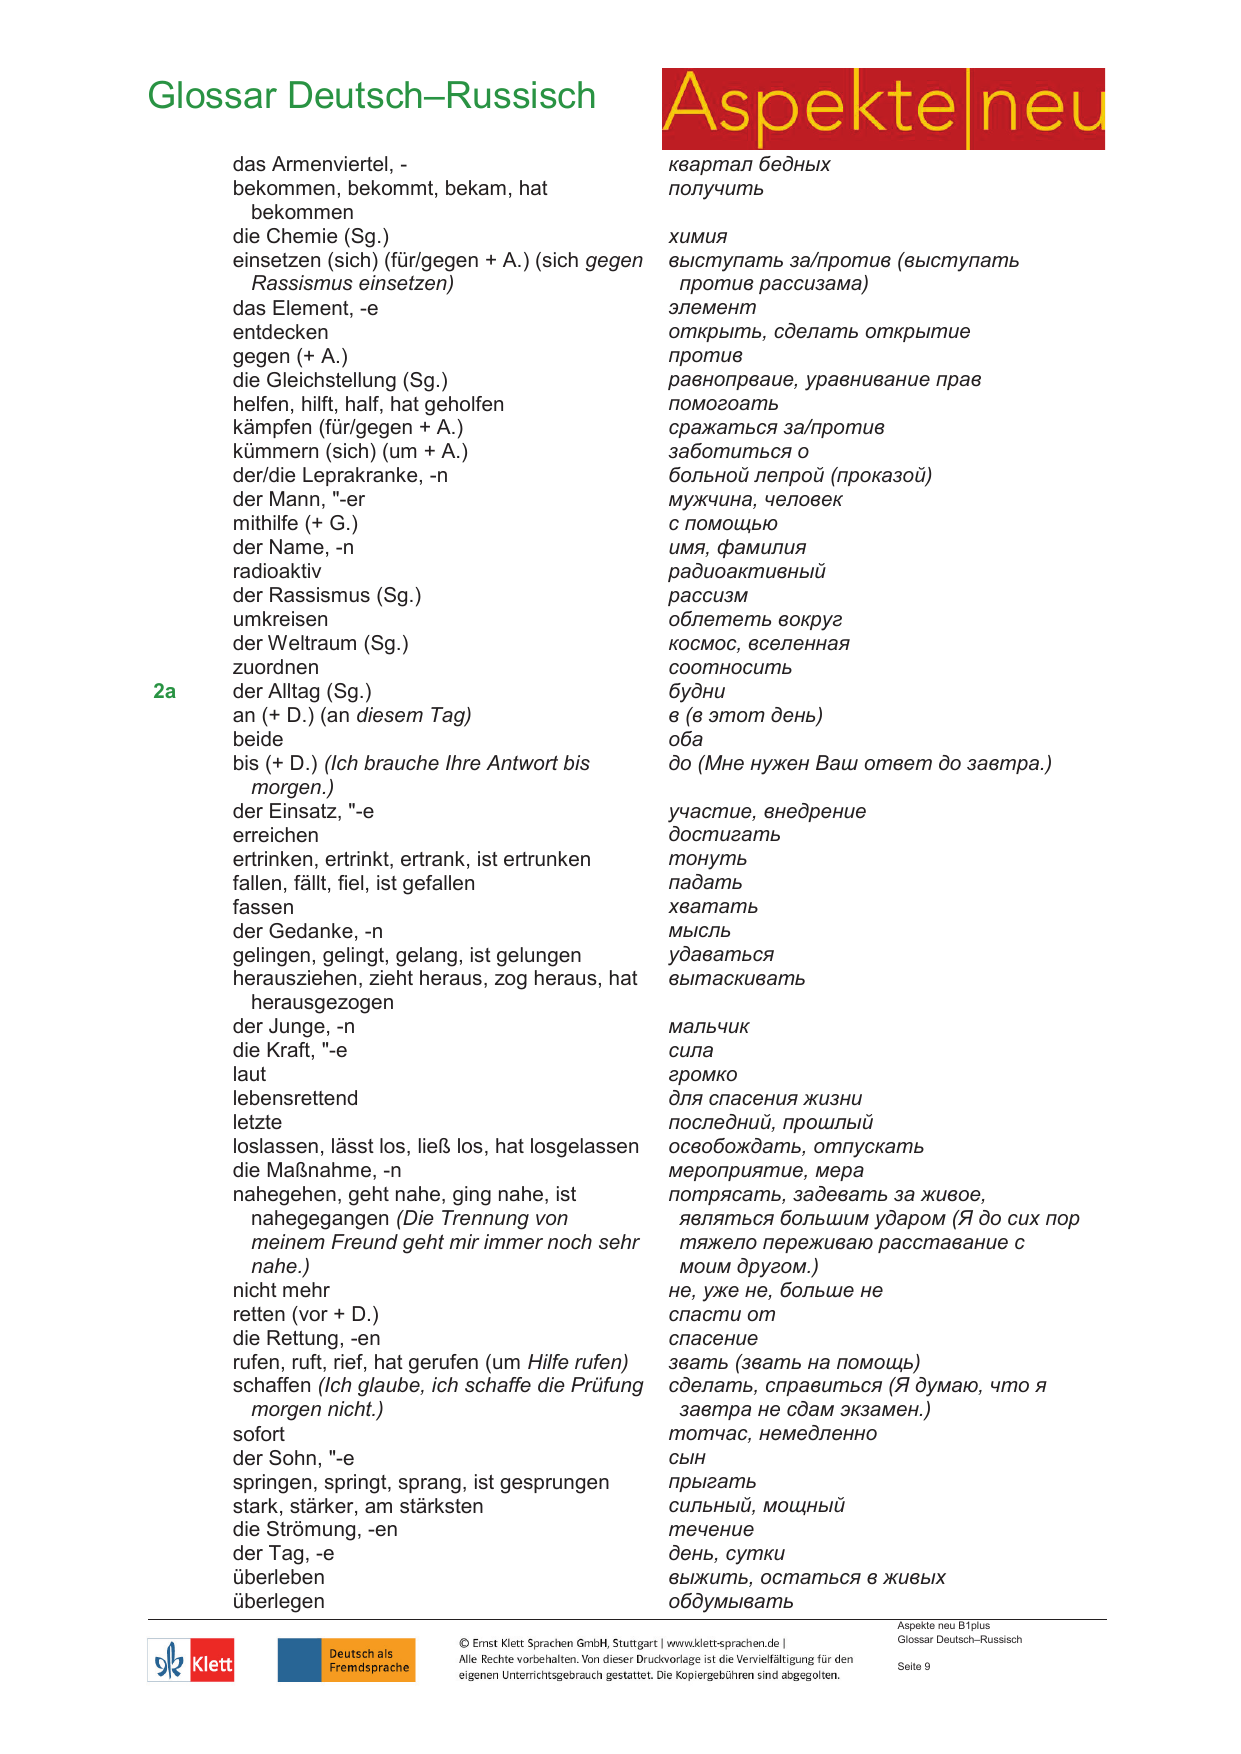 Glossar Deutsch–Russisch
Aspekte|neu
das Armenviertel, - квартал бедных
bekommen, bekommt, bekam, hat получить
bekommen
die Chemie (Sg.) химия
einsetzen (sich) (für/gegen + A.) (sich gegen выступать за/против (выступать
Rassismus einsetzen) против рассизама)
das Element, -e элемент
entdecken открыть, сделать открытие
gegen (+ A.) против
die Gleichstellung (Sg.) равнопрваие, уравнивание прав
helfen, hilft, half, hat geholfen помогоать
kämpfen (für/gegen + A.) сражаться за/против
kümmern (sich) (um + A.) заботиться о
der/die Leprakranke, -n больной лепрой (проказой)
der Mann, "-er мужчина, человек
mithilfe (+ G.) с помощью
der Name, -n имя, фамилия
radioaktiv радиоактивный
der Rassismus (Sg.) рассизм
umkreisen облететь вокруг
der Weltraum (Sg.) космос, вселенная
zuordnen соотносить
2a der Alltag (Sg.) будни
an (+ D.) (an diesem Tag) в (в этот день)
beide оба
bis (+ D.) (Ich brauche Ihre Antwort bis до (Мне нужен Ваш ответ до завтра.)
morgen.)
der Einsatz, "-e участие, внедрение
erreichen достигать
ertrinken, ertrinkt, ertrank, ist ertrunken тонуть
fallen, fällt, fiel, ist gefallen падать
fassen хватать
der Gedanke, -n мысль
gelingen, gelingt, gelang, ist gelungen удаваться
herausziehen, zieht heraus, zog heraus, hat вытаскивать
herausgezogen
der Junge, -n мальчик
die Kraft, "-e сила
laut громко
lebensrettend для спасения жизни
letzte последний, прошлый
loslassen, lässt los, ließ los, hat losgelassen освобождать, отпускать
die Maßnahme, -n мероприятие, мера
nahegehen, geht nahe, ging nahe, ist потрясать, задевать за живое,
nahegegangen (Die Trennung von являться большим ударом (Я до сих пор
meinem Freund geht mir immer noch sehr тяжело переживаю расставание с
nahe.) моим другом.)
nicht mehr не, уже не, больше не
retten (vor + D.) спасти от
die Rettung, -en спасение
rufen, ruft, rief, hat gerufen (um Hilfe rufen) звать (звать на помощь)
schaffen (Ich glaube, ich schaffe die Prüfung сделать, справиться (Я думаю, что я
morgen nicht.) завтра не сдам экзамен.)
sofort тотчас, немедленно
der Sohn, "-e сын
springen, springt, sprang, ist gesprungen прыгать
stark, stärker, am stärksten сильный, мощный
die Strömung, -en течение
der Tag, -e день, сутки
überleben выжить, остаться в живых
überlegen обдумывать
Klett
Deutsch als
Fremdsprache
© Ernst Klett Sprachen GmbH, Stuttgart | www.klett-sprachen.de |
Alle Rechte vorbehalten. Von dieser Druckvorlage ist die Vervielfältigung für den
eigenen Unterrichtsgebrauch gestattet. Die Kopiergebühren sind abgegolten.
Aspekte neu B1plus
Glossar Deutsch–Russisch
Seite 9